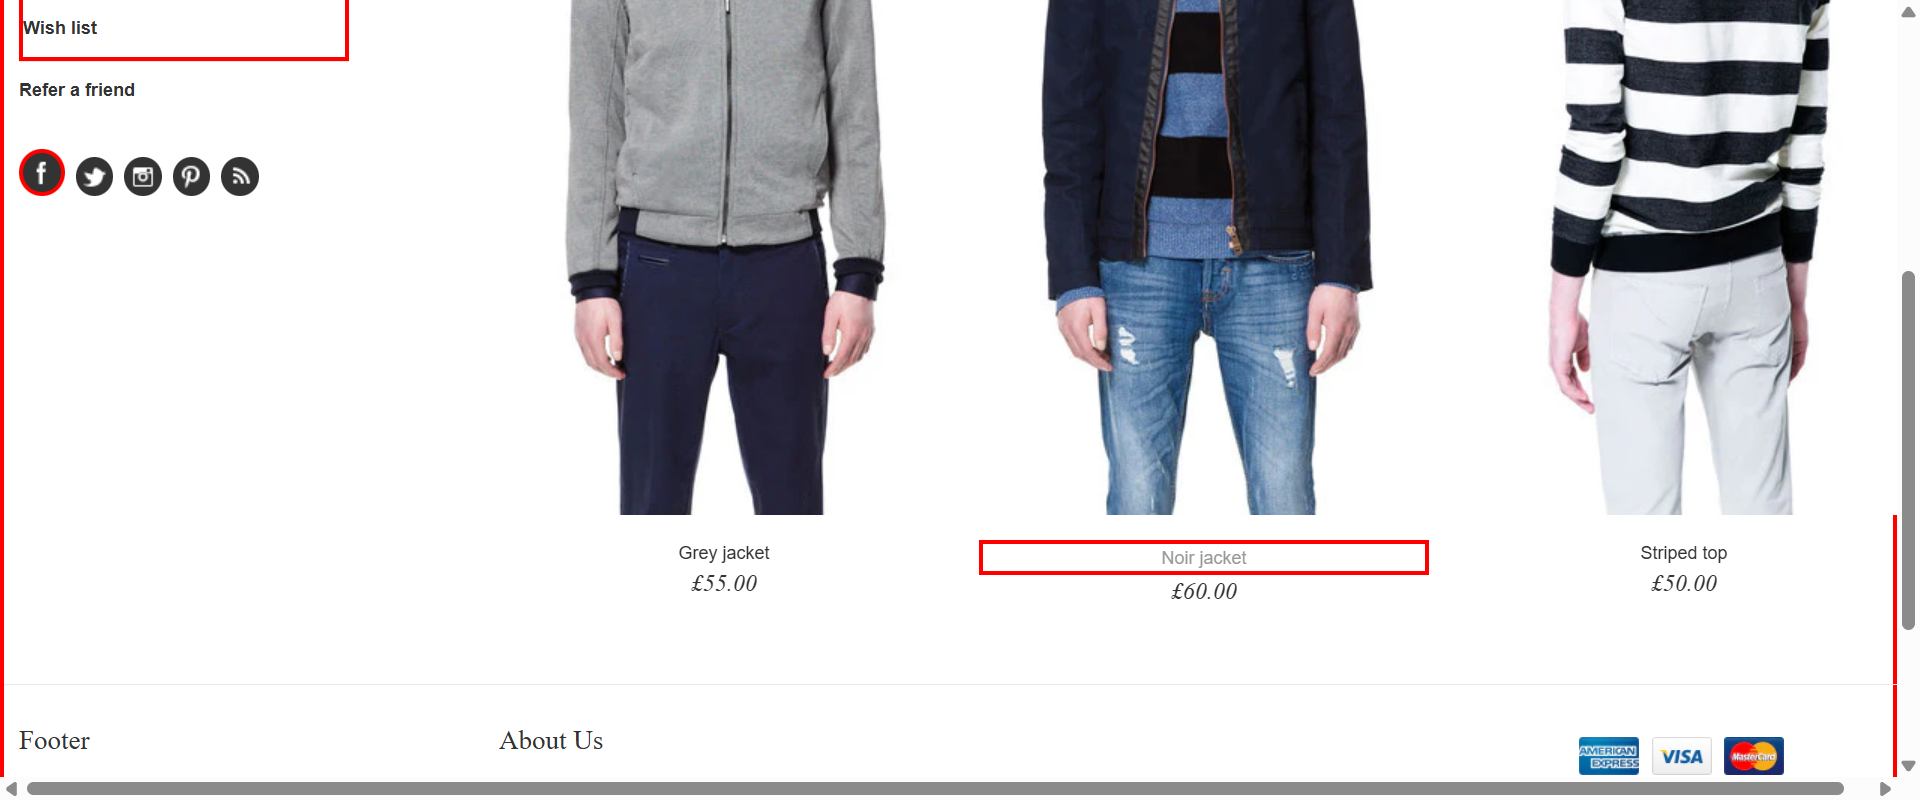 Wish list
Refer a friend
Grey jacket
£55.00
Noir jacket
£60.00
Striped top
£50.00
Footer
About Us
AMERICAN EXPRESS
VISA
MasterCard